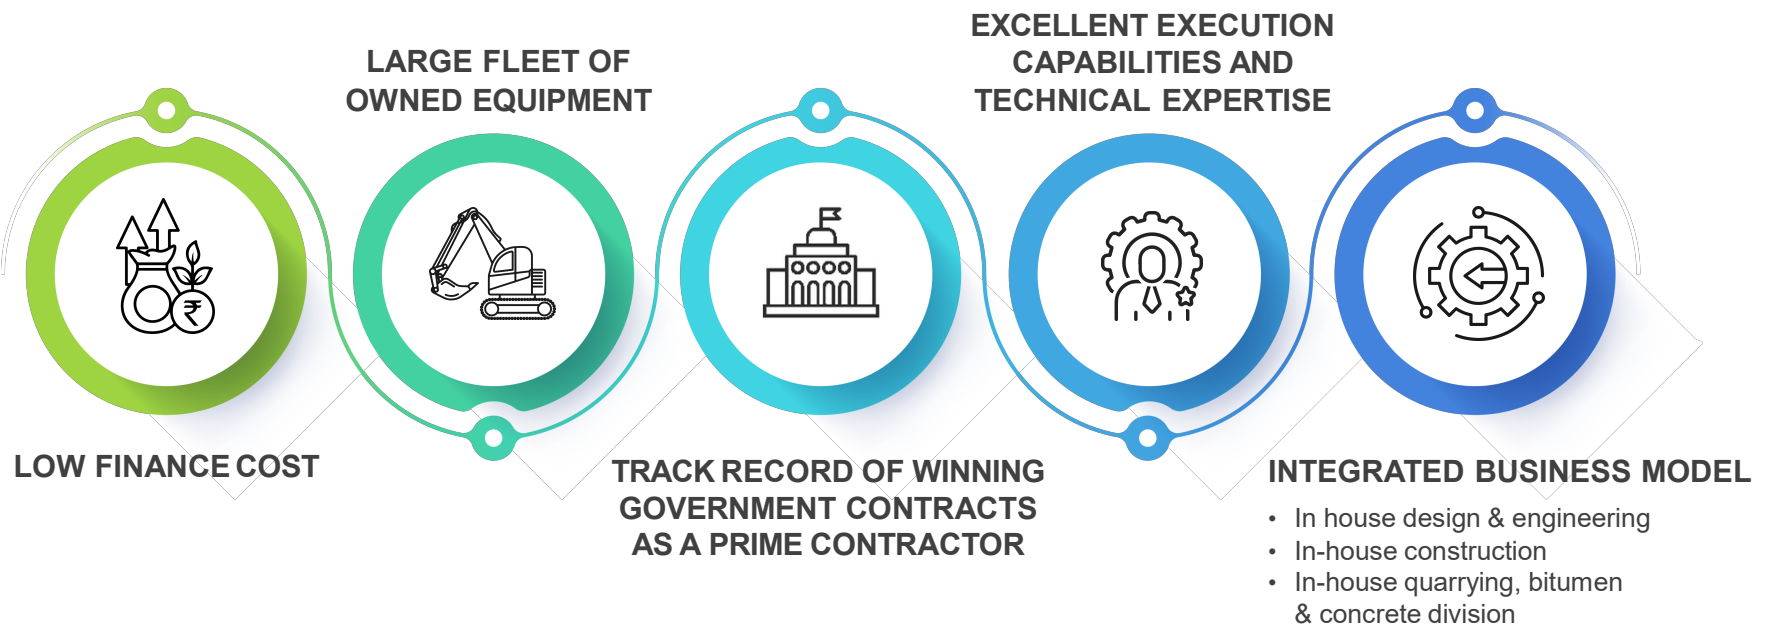 LOW FINANCE COST
LARGE FLEET OF
OWNED EQUIPMENT
TRACK RECORD OF WINNING
GOVERNMENT CONTRACTS
AS A PRIME CONTRACTOR
EXCELLENT EXECUTION
CAPABILITIES AND
TECHNICAL EXPERTISE
INTEGRATED BUSINESS MODEL
• In house design & engineering
• In-house construction
• In-house quarrying, bitumen
& concrete division
₹